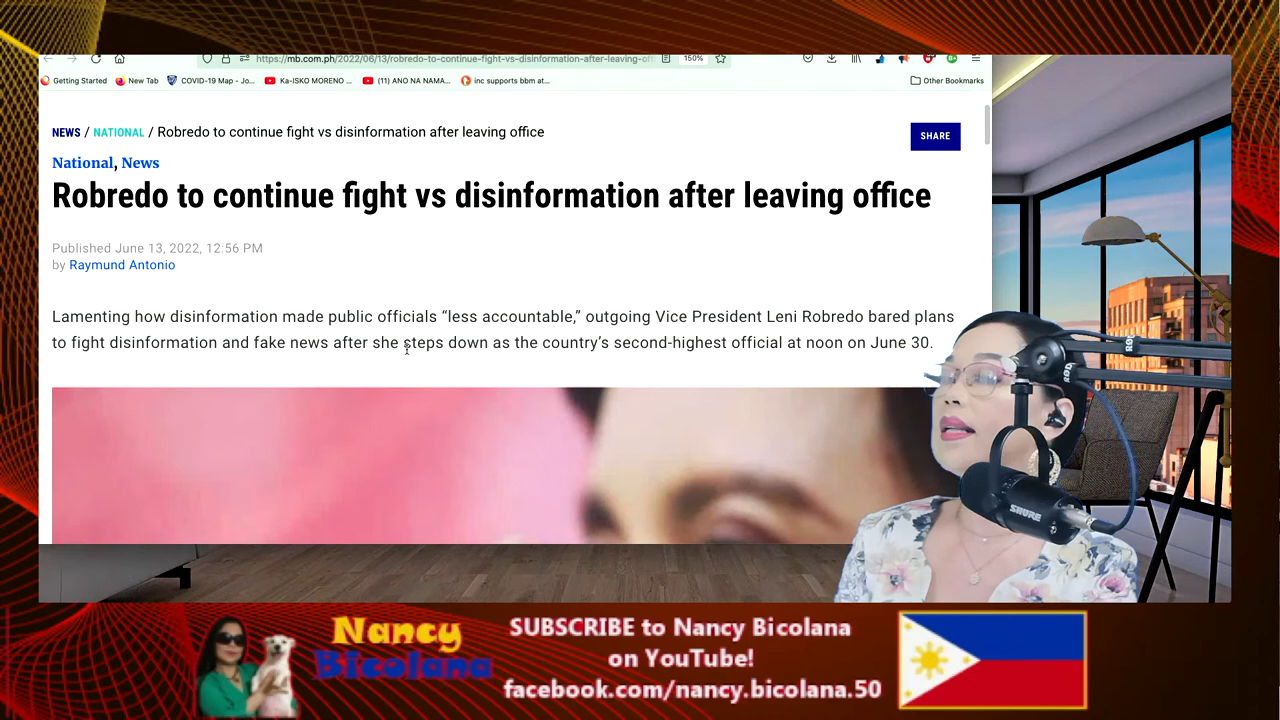 https://mb.com.ph/2022/06/13/robredo-to-continue-fight-vs-disinformation-after-leaving-of
150%
Getting Started
New Tab
COVID-19 Map - Jo...
Ka-ISKO MORENO ...
(11) ANO NA NAMA...
inc supports bbm at...
Other Bookmarks
NEWS / NATIONAL / Robredo to continue fight vs disinformation after leaving office
SHARE
National, News
Robredo to continue fight vs disinformation after leaving office
Published June 13, 2022, 12:56 PM
by Raymund Antonio
Lamenting how disinformation made public officials “less accountable,” outgoing Vice President Leni Robredo bared plans
to fight disinformation and fake news after she steps down as the country’s second-highest official at noon on June 30.
SHURE
Nancy
Bicolana
SUBSCRIBE to Nancy Bicolana
on YouTube!
facebook.com/nancy.bicolana.50